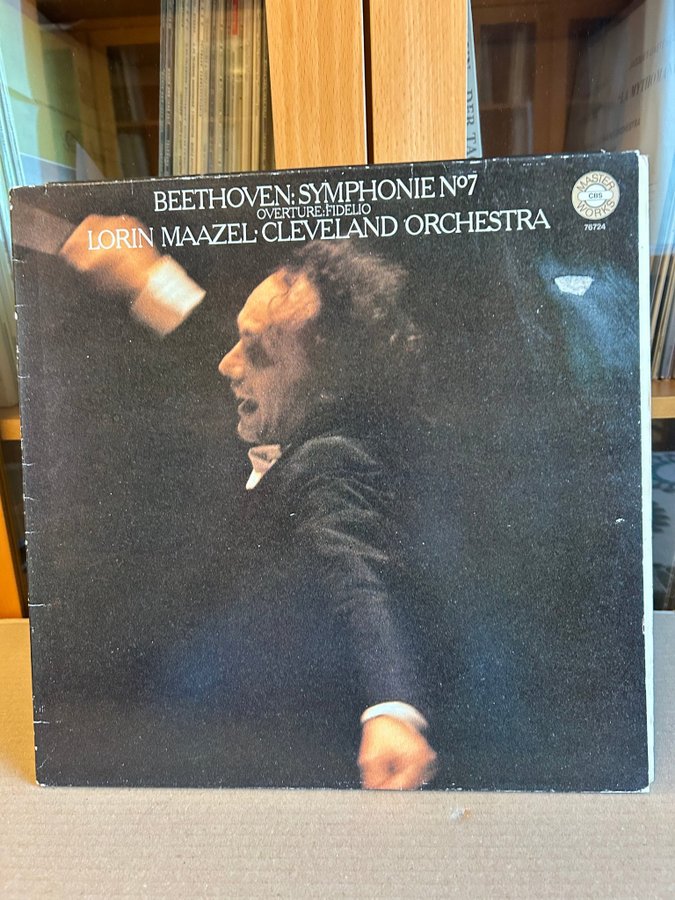 BEETHOVEN: SYMPHONIE Nº7
OVERTURE: FIDELIO
LORIN MAAZEL · CLEVELAND ORCHESTRA
MASTER
CBS
WORKS
76724